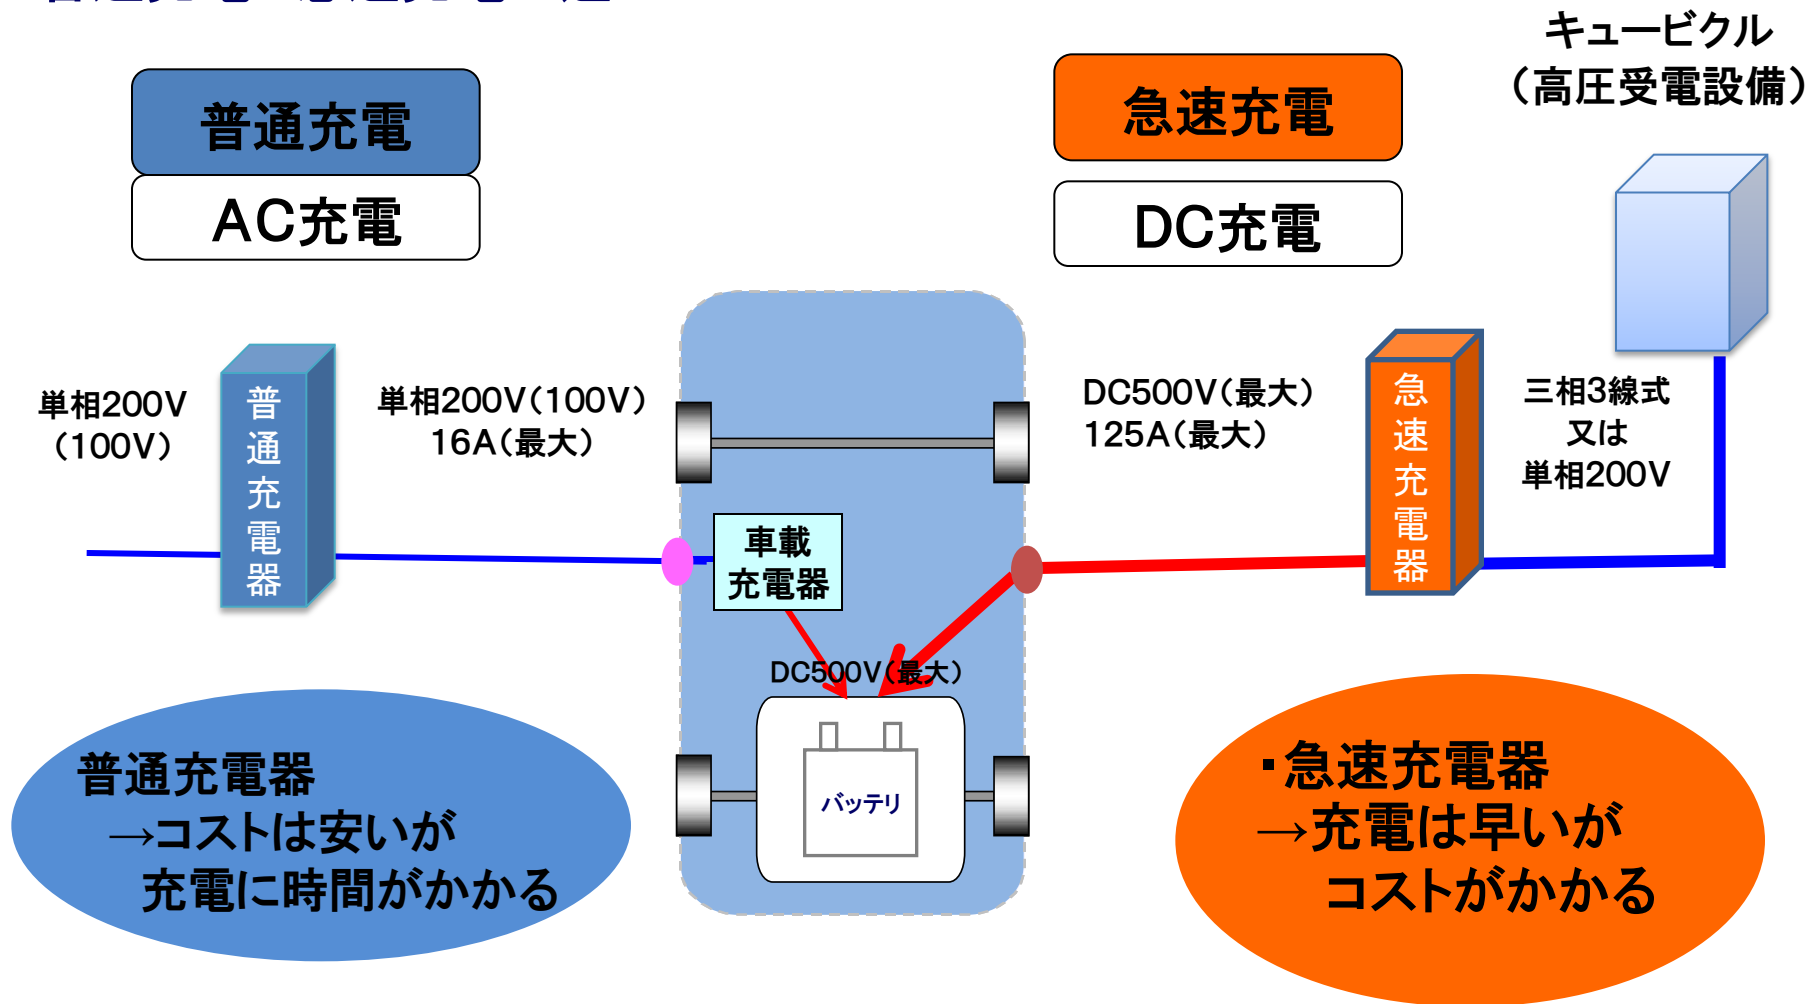 キュービクル
（高圧受電設備）
普通充電
AC充電
急速充電
DC充電
単相200V
（100V）
普通充電器
単相200V（100V）
16A（最大）
DC500V（最大）
125A（最大）
急速充電器
三相3線式
又は
単相200V
車載
充電器
DC500V（最大）
バッテリ
普通充電器
→コストは安いが
充電に時間がかかる
・急速充電器
→充電は早いが
コストがかかる